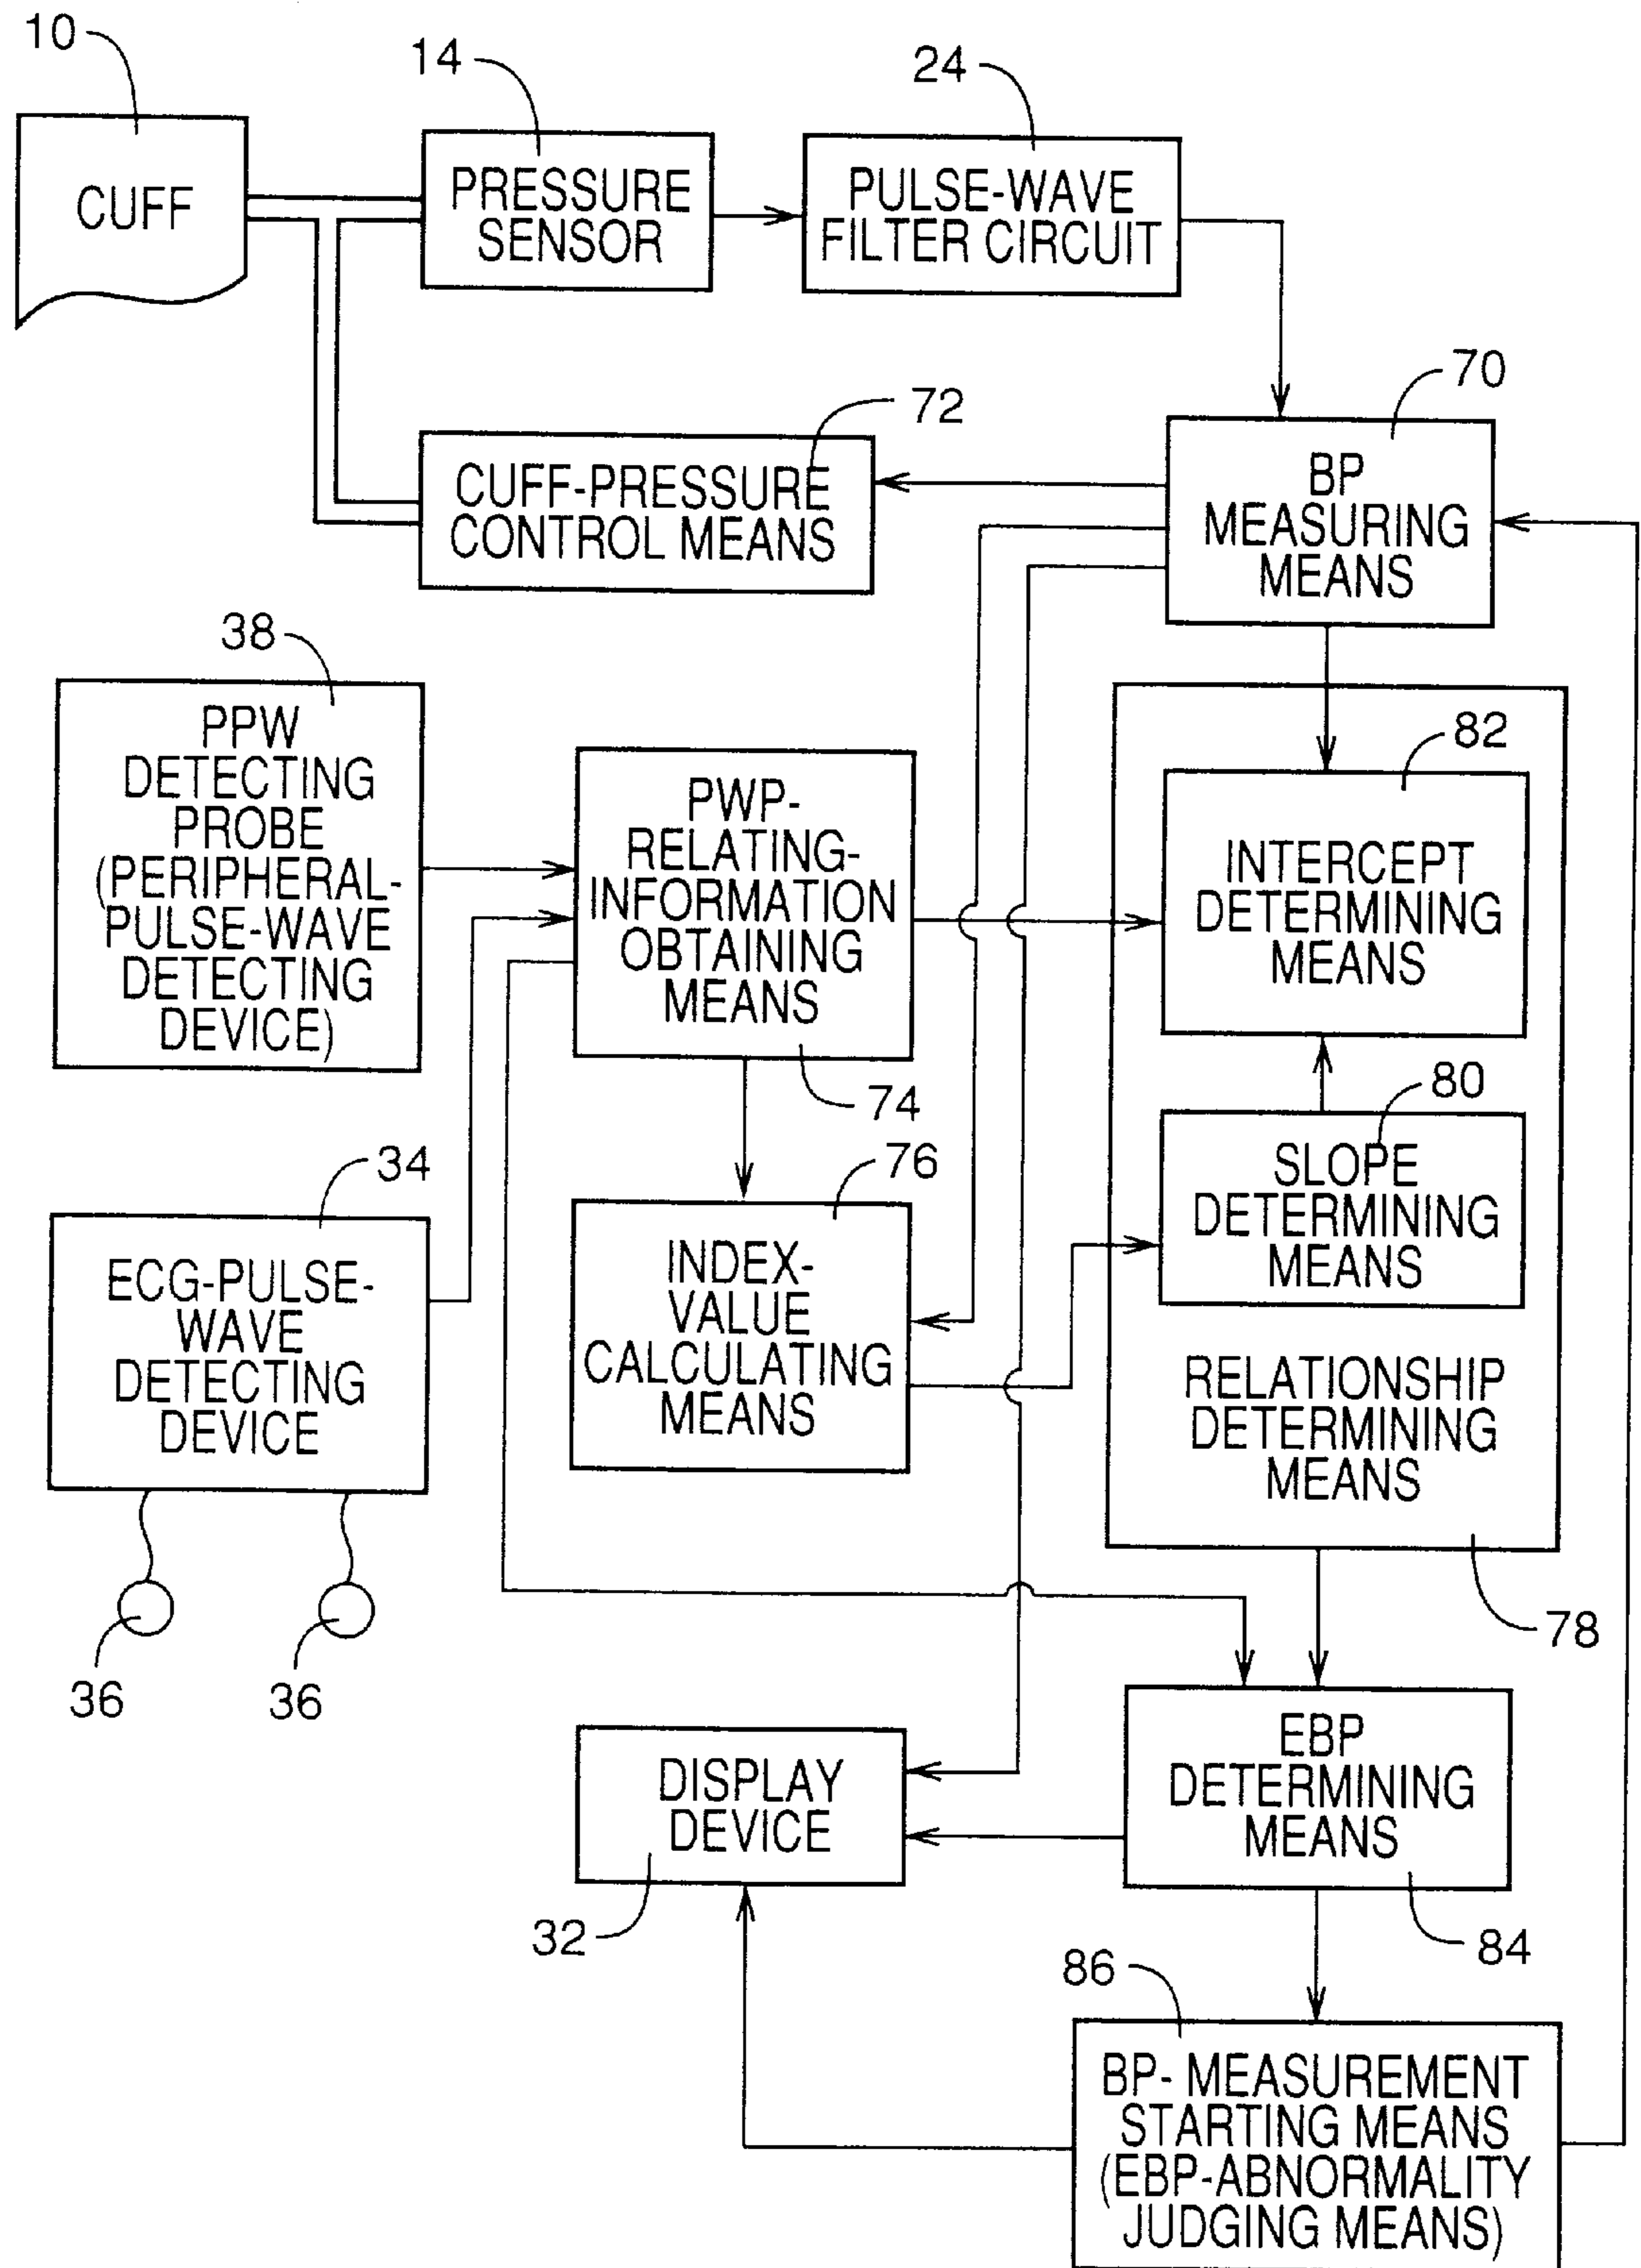 10
14
24
CUFF
PRESSURE
SENSOR
PULSE-WAVE
FILTER CIRCUIT
70
72
CUFF-PRESSURE
CONTROL MEANS
BP
MEASURING
MEANS
38
PPW
DETECTING
PROBE
(PERIPHERAL-
PULSE-WAVE
DETECTING
DEVICE)
PWP-
RELATING-
INFORMATION
OBTAINING
MEANS
74
82
INTERCEPT
DETERMINING
MEANS
80
SLOPE
DETERMINING
MEANS
34
ECG-PULSE-
WAVE
DETECTING
DEVICE
76
INDEX-
VALUE
CALCULATING
MEANS
RELATIONSHIP
DETERMINING
MEANS
78
36
36
DISPLAY
DEVICE
32
EBP
DETERMINING
MEANS
84
86
BP- MEASUREMENT
STARTING MEANS
(EBP-ABNORMALITY
JUDGING MEANS)